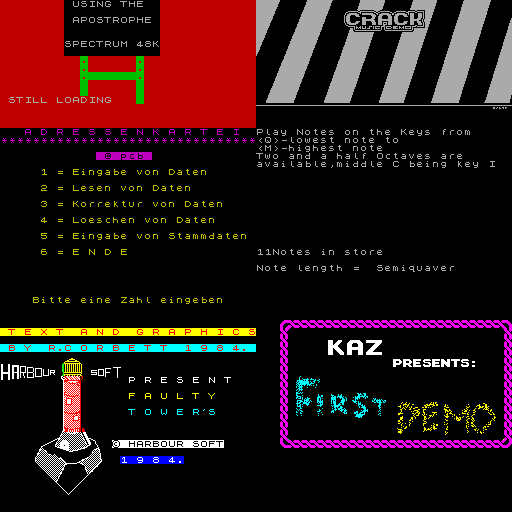 USING THE
APOSTROPHE
SPECTRUM 48K
STILL LOADING
CRACK
MUSIC DEMO
ADRESSENKARTEI
@ pcb
1 = Eingabe von Daten
2 = Lesen von Daten
3 = Korrektur von Daten
4 = Loeschen von Daten
5 = Eingabe von Stammdaten
6 = E N D E
Bitte eine Zahl eingeben
Play Notes on the Keys from
<Q>-lowest note to
<M>-highest note
Two and a half Octaves are
available,middle C being key I
11Notes in store
Note length = Semiquaver
TEXT AND GRAPHICS
BY R.CORBETT 1984.
HARBOUR SOFT
PRESENT
FAULTY
TOWER'S
© HARBOUR SOFT
1984.
KAZ
PRESENTS:
FIRST
DEMO